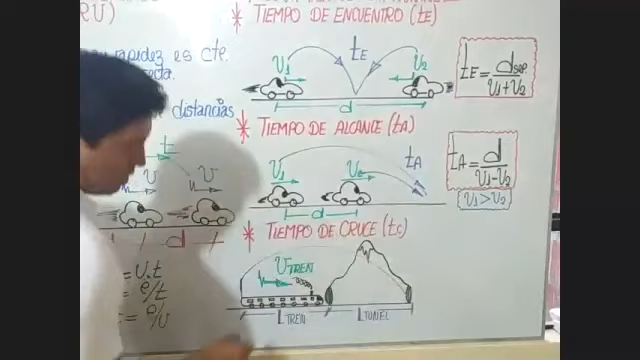 RU)
* TIEMPO DE ENCUENTRO (tE)
rapidez es cte.
tE
V1
V2
d
tE = dsep. / V1+V2
distancias
* TIEMPO DE ALCANCE (tA)
t
V
V
d
V1
V2
tA
d
tA = d / V1-V2
V1 > V2
* TIEMPO DE CRUCE (tC)
= V.t
= e/t
= e/V
VTREN
LTREN
LTUNEL